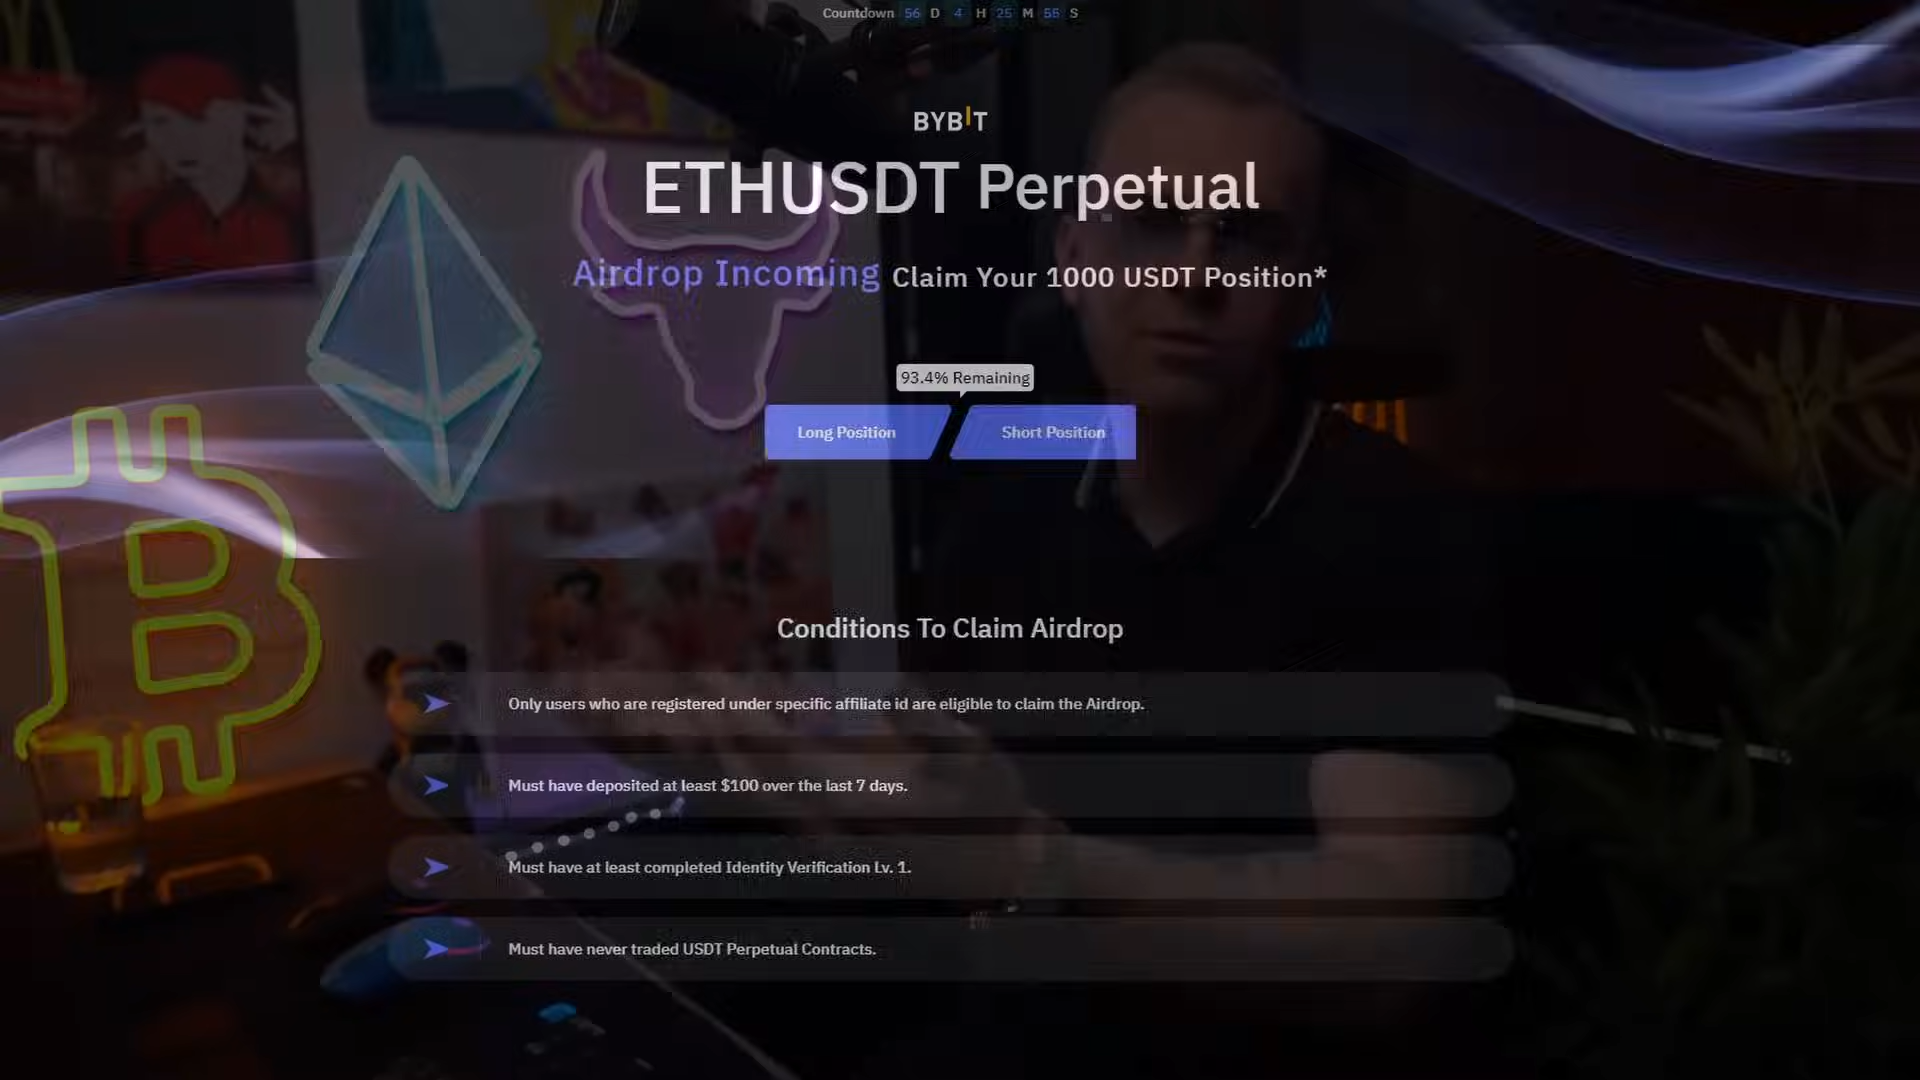 Countdown 56 D 4 H 25 M 55 S
BYBIT
ETHUSDT Perpetual
Airdrop Incoming Claim Your 1000 USDT Position*
93.4% Remaining
Long Position Short Position
Conditions To Claim Airdrop
Only users who are registered under specific affiliate id are eligible to claim the Airdrop.
Must have deposited at least $100 over the last 7 days.
Must have at least completed Identity Verification Lv. 1.
Must have never traded USDT Perpetual Contracts.